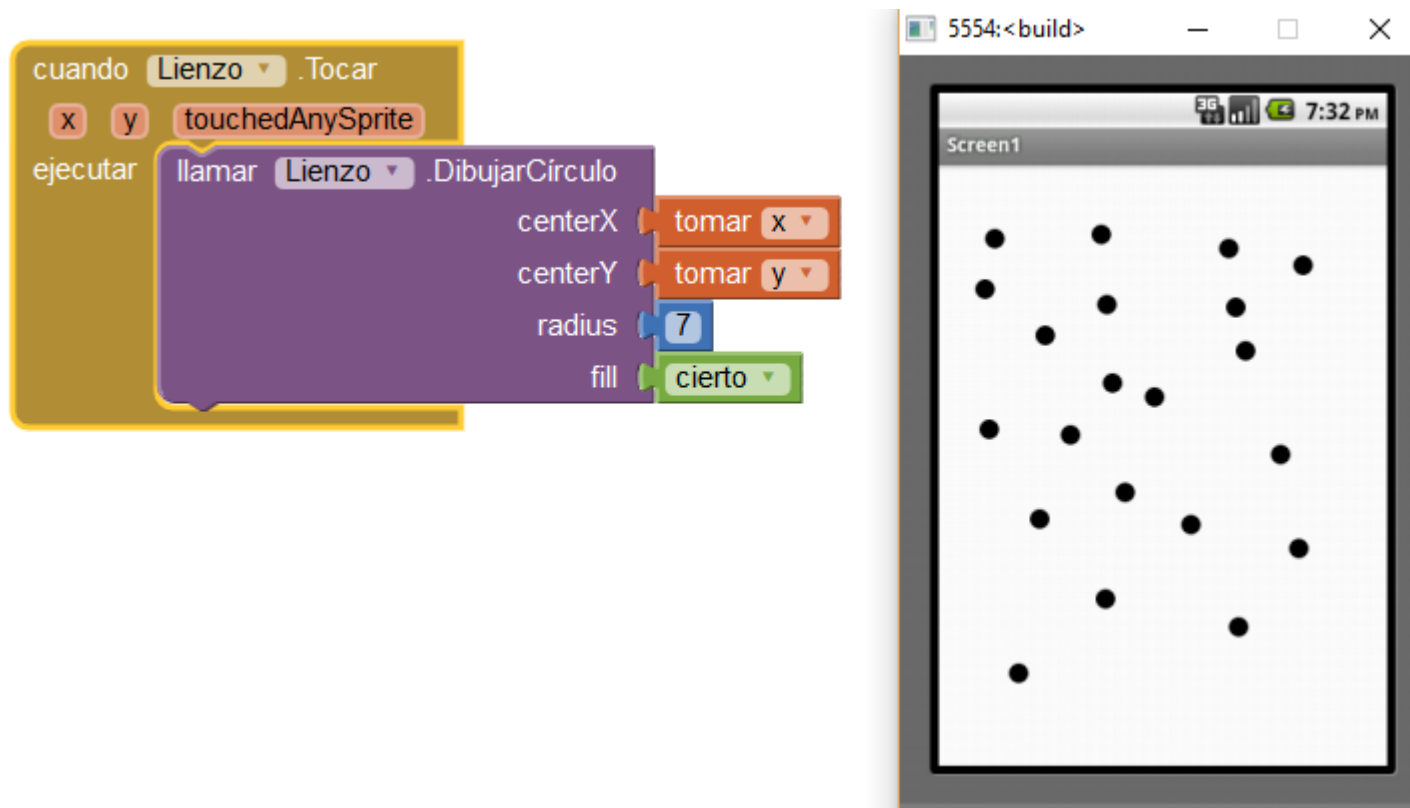 cuando Lienzo .Tocar
x y touchedAnySprite
ejecutar llamar Lienzo .DibujarCírculo
centerX tomar x
centerY tomar y
radius 7
fill cierto
5554:<build>
3G 7:32 PM
Screen1